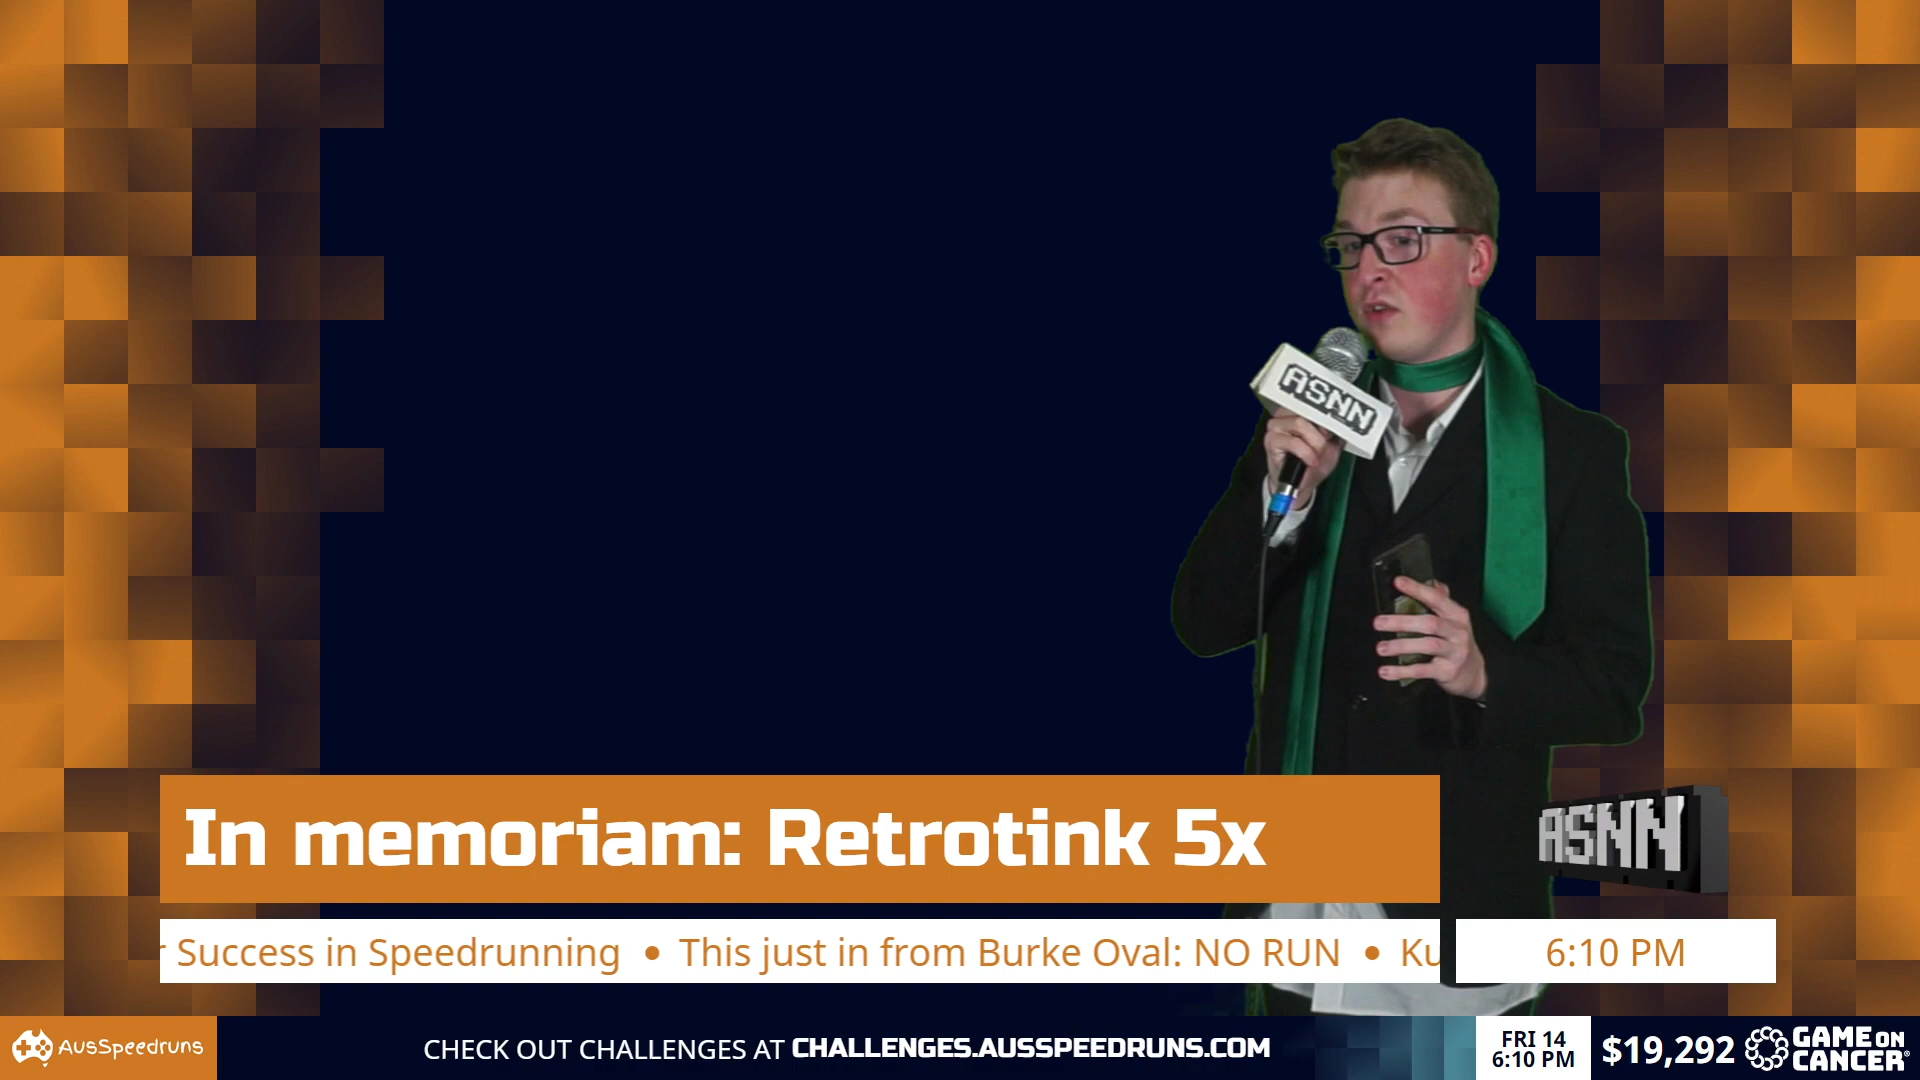 ASNN
In memoriam: Retrotink 5x
ASNN
Success in Speedrunning • This just in from Burke Oval: NO RUN • Ku
6:10 PM
AusSpeedruns
CHECK OUT CHALLENGES AT CHALLENGES.AUSSPEEDRUNS.COM
FRI 14
6:10 PM
$19,292
GAME ON
CANCER